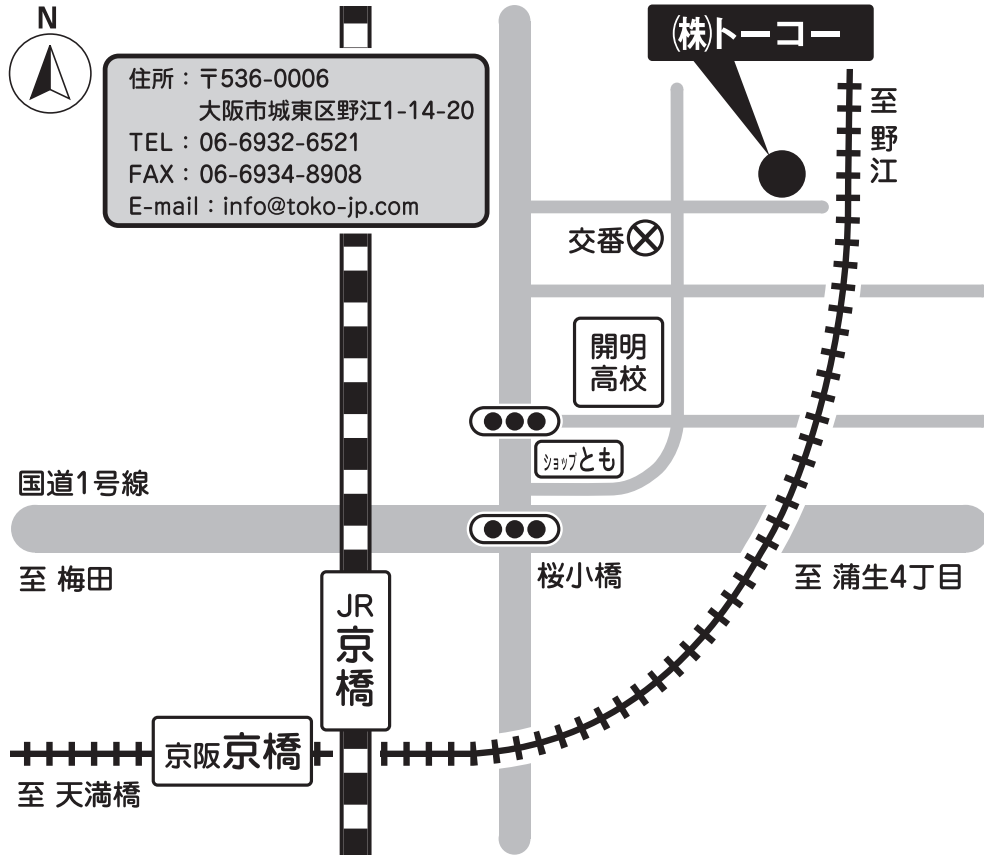 N
(株)トーコー
住所：〒536-0006
大阪市城東区野江1-14-20
TEL：06-6932-6521
FAX：06-6934-8908
E-mail：info@toko-jp.com
至 野江
交番
開明
高校
ショップとも
国道1号線
至 梅田
桜小橋
至 蒲生4丁目
JR
京橋
京阪京橋
至 天満橋